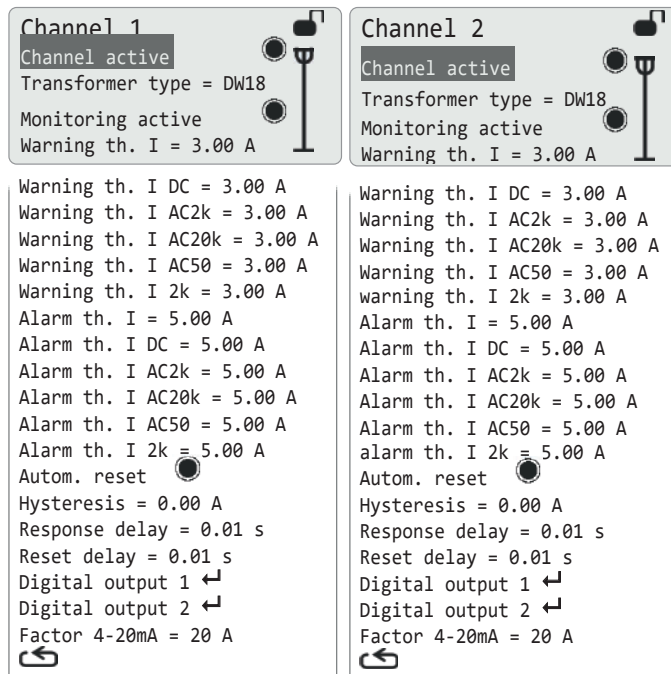 Channel 1
Channel active
Transformer type = DW18
Monitoring active
Warning th. I = 3.00 A
Warning th. I DC = 3.00 A
Warning th. I AC2k = 3.00 A
Warning th. I AC20k = 3.00 A
Warning th. I AC50 = 3.00 A
Warning th. I 2k = 3.00 A
Alarm th. I = 5.00 A
Alarm th. I DC = 5.00 A
Alarm th. I AC2k = 5.00 A
Alarm th. I AC20k = 5.00 A
Alarm th. I AC50 = 5.00 A
Alarm th. I 2k = 5.00 A
Autom. reset
Hysteresis = 0.00 A
Response delay = 0.01 s
Reset delay = 0.01 s
Digital output 1
Digital output 2
Factor 4-20mA = 20 A
Channel 2
Channel active
Transformer type = DW18
Monitoring active
Warning th. I = 3.00 A
Warning th. I DC = 3.00 A
Warning th. I AC2k = 3.00 A
Warning th. I AC20k = 3.00 A
Warning th. I AC50 = 3.00 A
warning th. I 2k = 3.00 A
Alarm th. I = 5.00 A
Alarm th. I DC = 5.00 A
Alarm th. I AC2k = 5.00 A
Alarm th. I AC20k = 5.00 A
Alarm th. I AC50 = 5.00 A
alarm th. I 2k = 5.00 A
Autom. reset
Hysteresis = 0.00 A
Response delay = 0.01 s
Reset delay = 0.01 s
Digital output 1
Digital output 2
Factor 4-20mA = 20 A